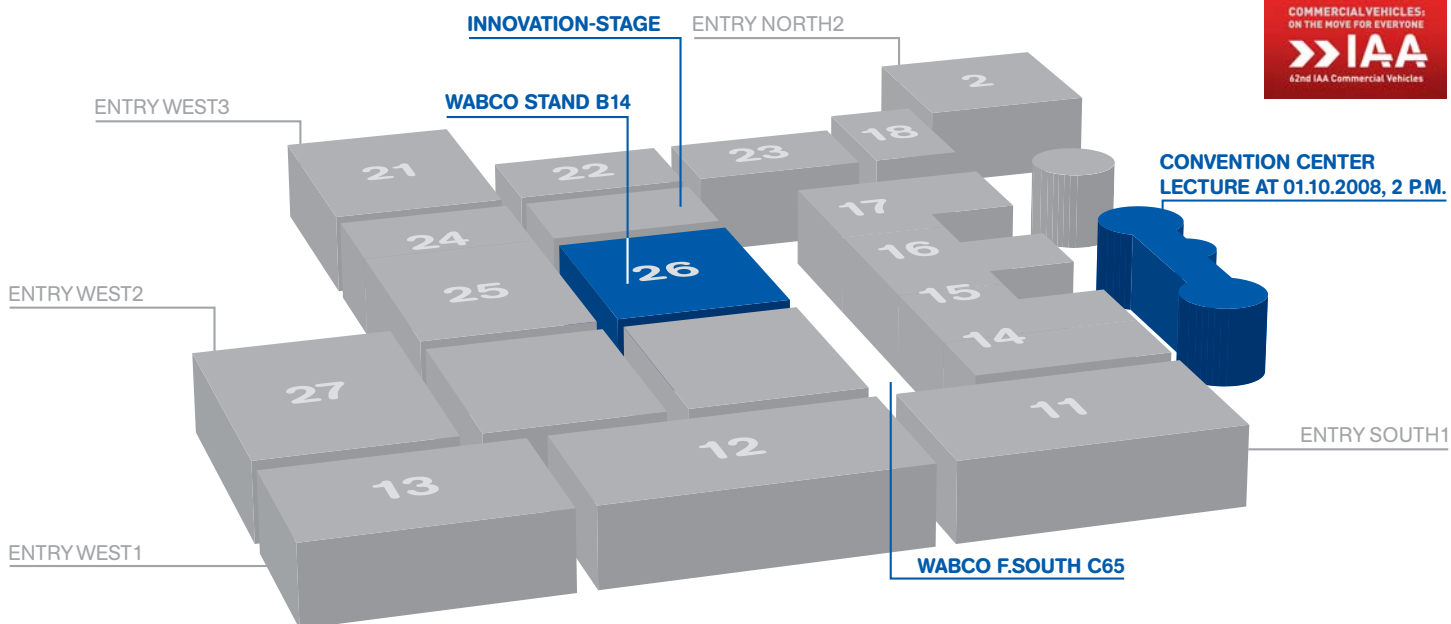 COMMERCIAL VEHICLES:
ON THE MOVE FOR EVERYONE
IAA
62nd IAA Commercial Vehicles
INNOVATION-STAGE
ENTRY NORTH2
WABCO STAND B14
ENTRY WEST3
2
18
23
22
21
CONVENTION CENTER
LECTURE AT 01.10.2008, 2 P.M.
17
24
16
26
25
15
ENTRY WEST2
14
27
11
12
ENTRY SOUTH1
13
ENTRY WEST1
WABCO F.SOUTH C65